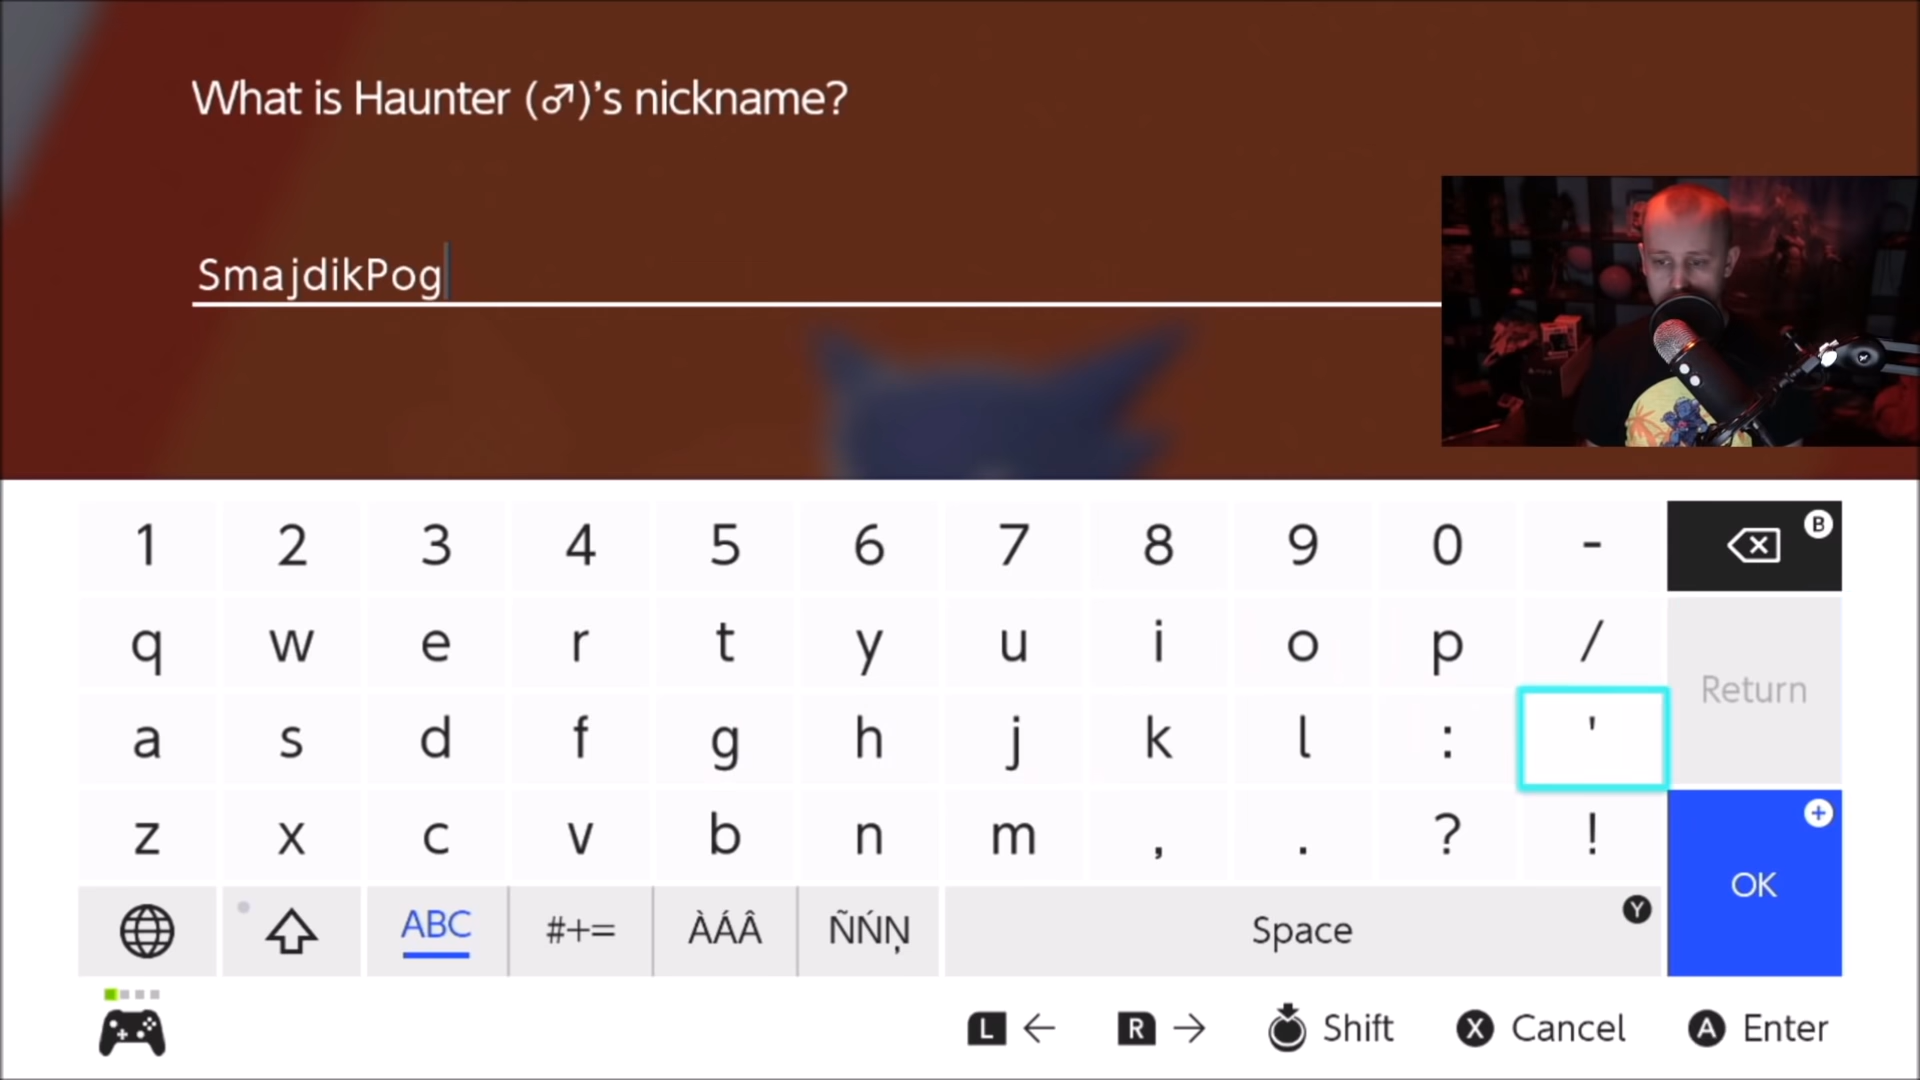 What is Haunter (♂)'s nickname?
SmajdikPog
1 2 3 4 5 6 7 8 9 0 - B
q w e r t y u i o p /
Return
a s d f g h j k l : '
z x c v b n m , . ? ! +
OK
ABC #+= ÀÁÂ ÑŃŅ Space Y
L ← R → Shift X Cancel A Enter